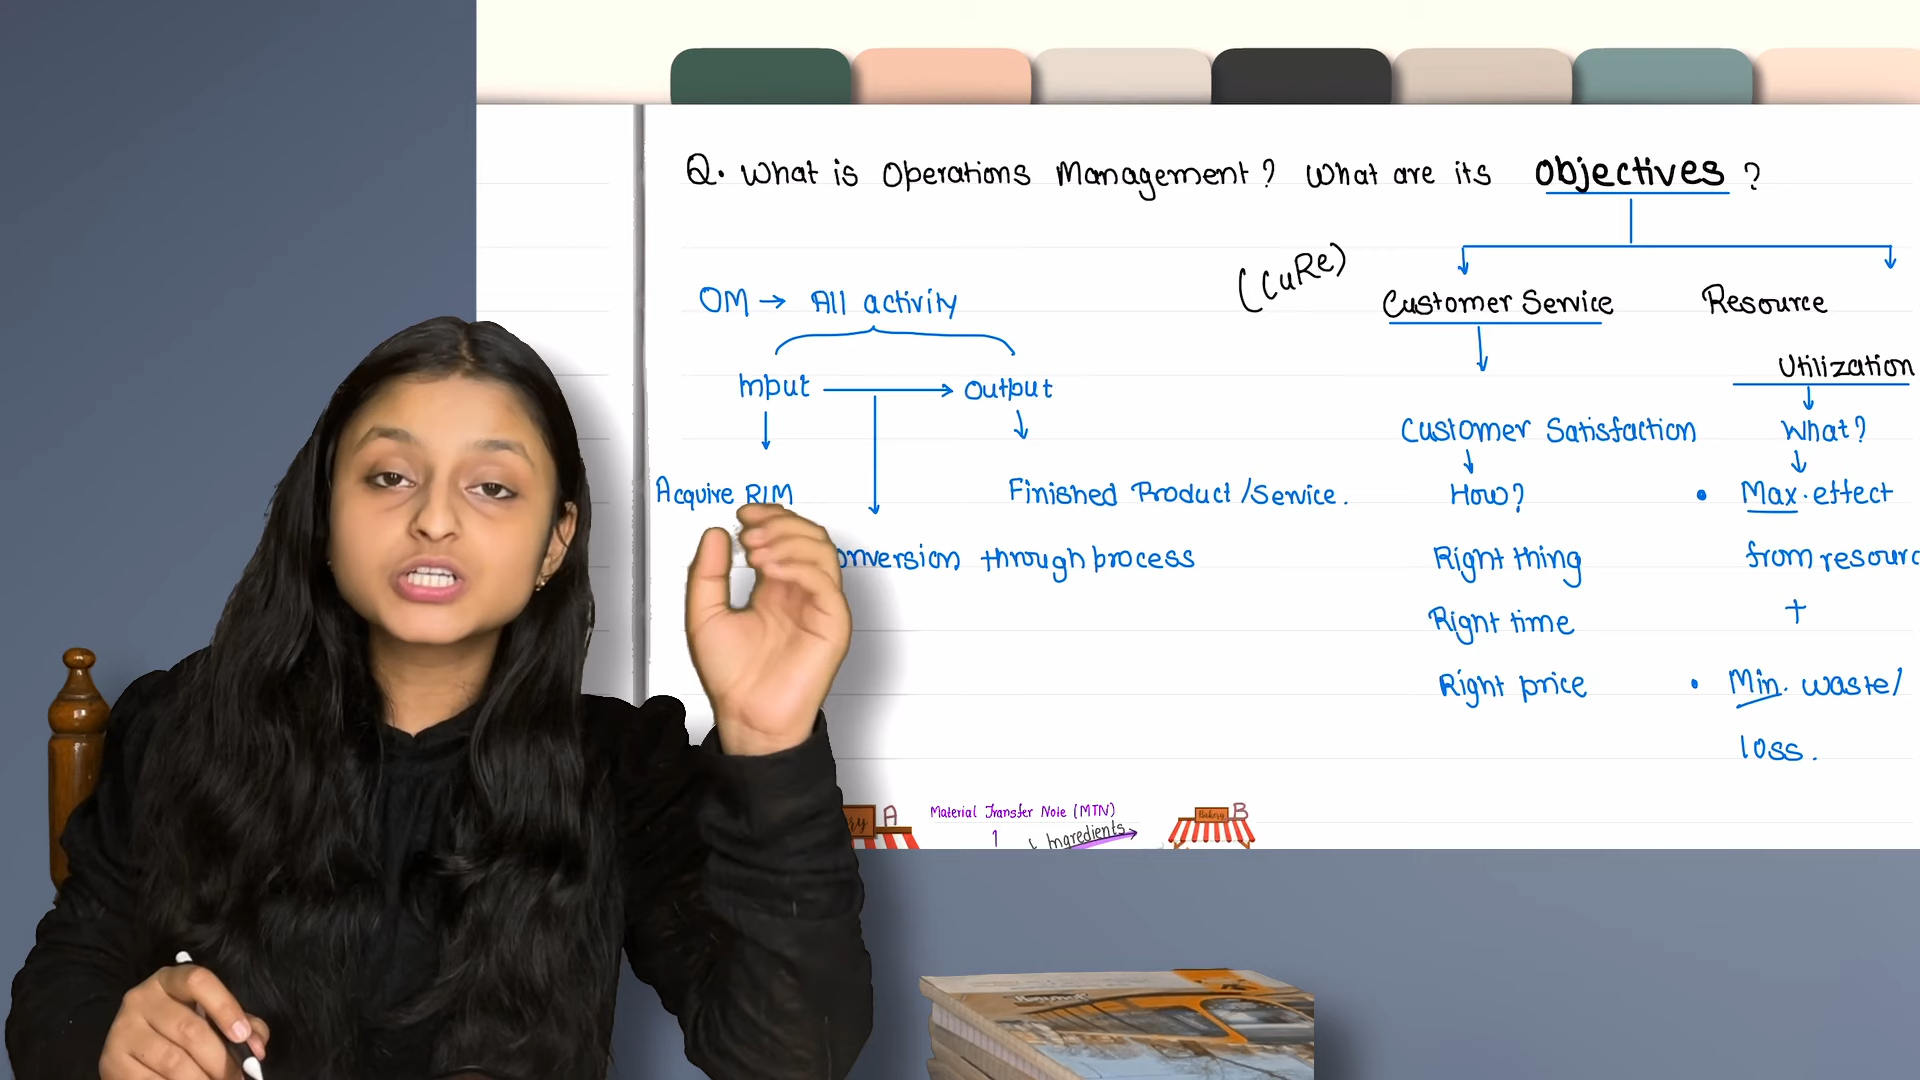 Q. What is Operations Management? What are its Objectives?
(CuRe)
OM → All activity
Input → Output
Acquire RIM
Finished Product/Service.
onversion through process
Customer Service
Customer Satisfaction
How?
Right thing
Right time
Right price
Resource
Utilization
What?
• Max. effect
from resourc
+
• Min. waste/
loss.
A
Material Transfer Note (MTN)
Ingredients
Bakery
B